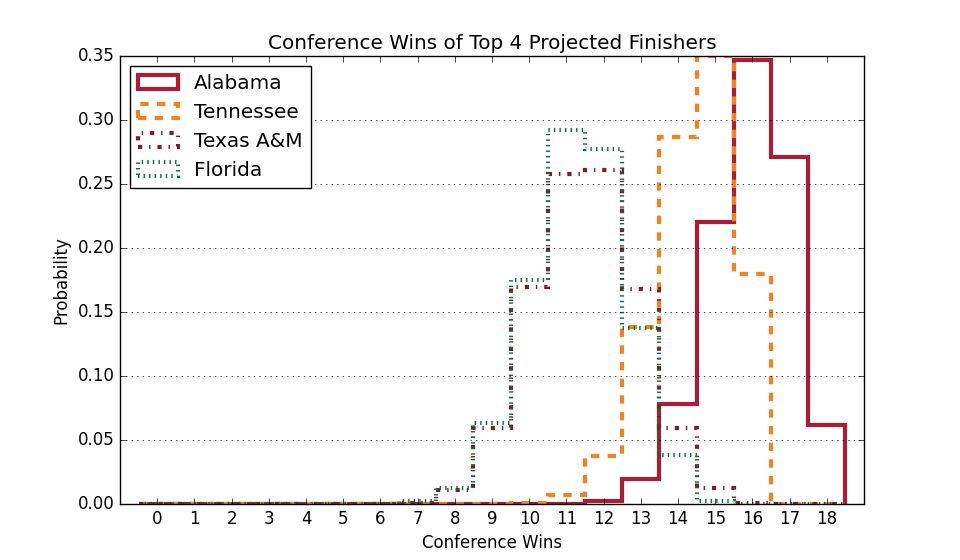 Conference Wins of Top 4 Projected Finishers
0.35
0.30
0.25
0.20
0.15
0.10
0.05
0.00
Probability
Alabama
Tennessee
Texas A&M
Florida
0 1 2 3 4 5 6 7 8 9 10 11 12 13 14 15 16 17 18
Conference Wins